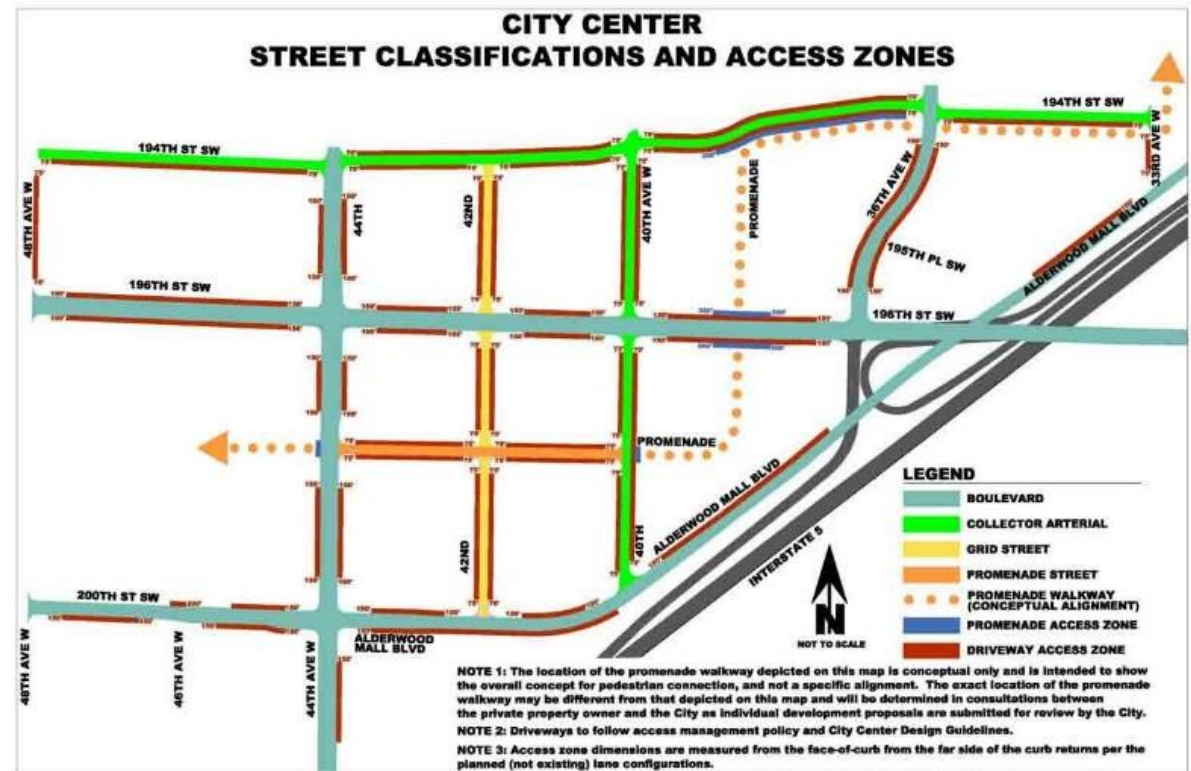 CITY CENTER
STREET CLASSIFICATIONS AND ACCESS ZONES
194TH ST SW
194TH ST SW
33RD AVE W
48TH AVE W
44TH
42ND
40TH AVE W
PROMENADE
36TH AVE W
195TH PL SW
ALDERWOOD MALL BLVD
196TH ST SW
196TH ST SW
PROMENADE
ALDERWOOD MALL BLVD
INTERSTATE 5
42ND
40TH
200TH ST SW
ALDERWOOD
MALL BLVD
48TH AVE W
46TH AVE W
44TH AVE W
N
NOT TO SCALE
LEGEND
BOULEVARD
COLLECTOR ARTERIAL
GRID STREET
PROMENADE STREET
PROMENADE WALKWAY
(CONCEPTUAL ALIGNMENT)
PROMENADE ACCESS ZONE
DRIVEWAY ACCESS ZONE
NOTE 1: The location of the promenade walkway depicted on this map is conceptual only and is intended to show
the overall concept for pedestrian connection, and not a specific alignment. The exact location of the promenade
walkway may be different from that depicted on this map and will be determined in consultations between
the private property owner and the City as individual development proposals are submitted for review by the City.
NOTE 2: Driveways to follow access management policy and City Center Design Guidelines.
NOTE 3: Access zone dimensions are measured from the face-of-curb from the far side of the curb returns per the
planned (not existing) lane configurations.